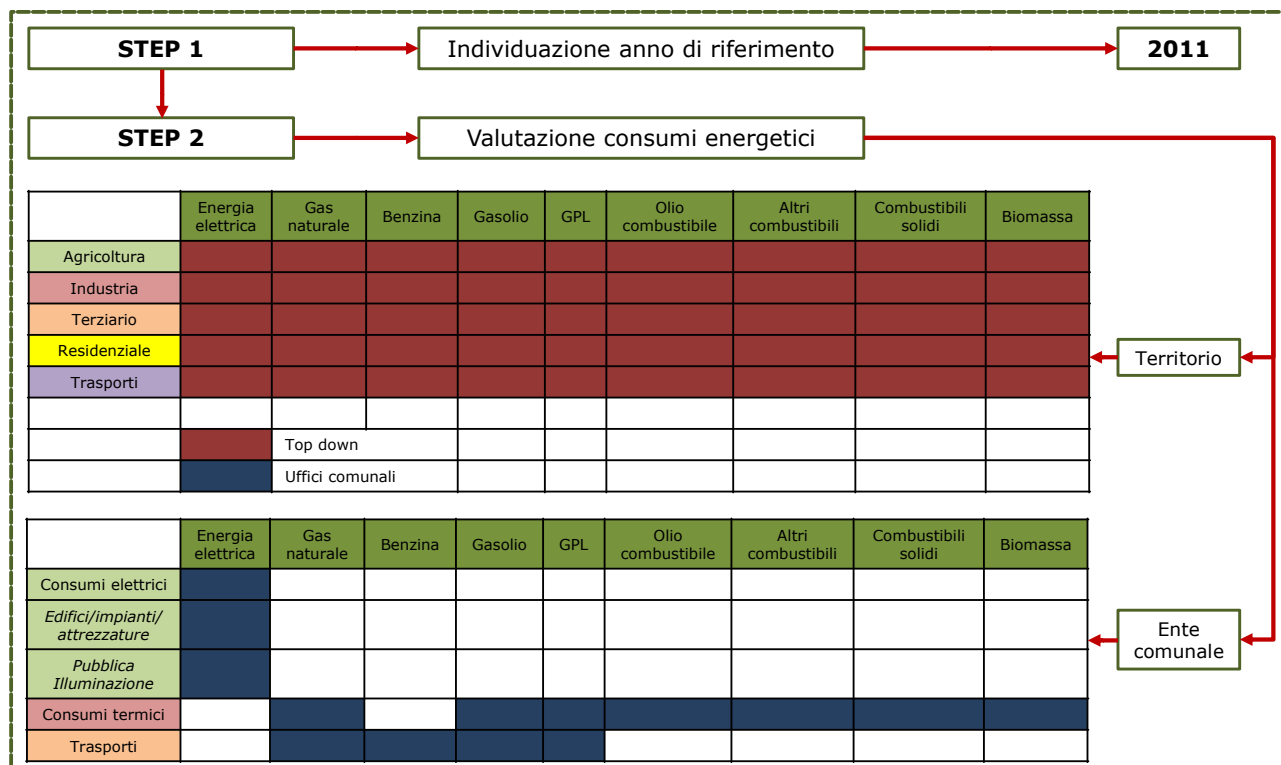 STEP 1
Individuazione anno di riferimento
2011
STEP 2
Valutazione consumi energetici
Energia
elettrica
Gas
naturale
Benzina
Gasolio
GPL
Olio
combustibile
Altri
combustibili
Combustibili
solidi
Biomassa
Agricoltura
Industria
Terziario
Residenziale
Trasporti
Territorio
Top down
Uffici comunali
Energia
elettrica
Gas
naturale
Benzina
Gasolio
GPL
Olio
combustibile
Altri
combustibili
Combustibili
solidi
Biomassa
Consumi elettrici
Edifici/impianti/
attrezzature
Pubblica
Illuminazione
Consumi termici
Trasporti
Ente
comunale